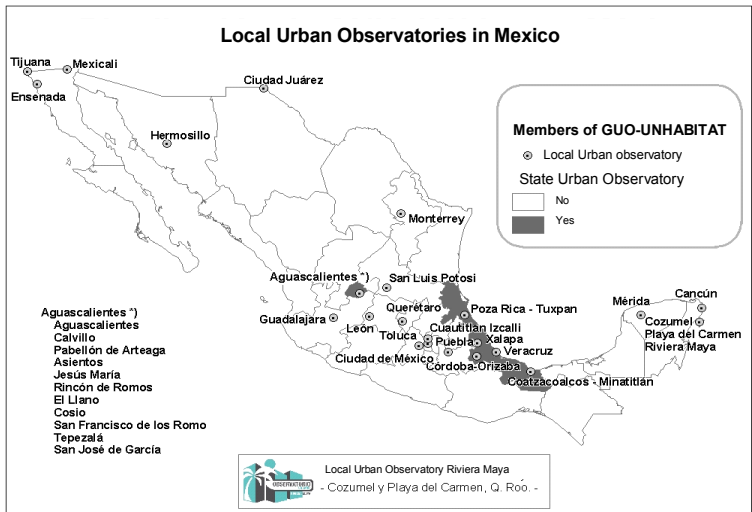 Local Urban Observatories in Mexico
Tijuana
Mexicali
Ensenada
Ciudad Juárez
Hermosillo
Members of GUO-UNHABITAT
Local Urban observatory
State Urban Observatory
No
Yes
Monterrey
Aguascalientes *)
San Luis Potosi
Guadalajara
León
Querétaro
Poza Rica - Tuxpan
Toluca
Cuautitlán Izcalli
Puebla
Xalapa
Ciudad de México
Veracruz
Córdoba-Orizaba
Coatzacoalcos - Minatitlán
Mérida
Cancún
Cozumel
Playa del Carmen
Riviera Maya
Aguascalientes *)
Aguascalientes
Calvillo
Pabellón de Arteaga
Asientos
Jesús María
Rincón de Romos
El Llano
Cosio
San Francisco de los Romo
Tepezalá
San José de García
OBSERVATORIO
Local Urban Observatory Riviera Maya
- Cozumel y Playa del Carmen, Q. Roó. -